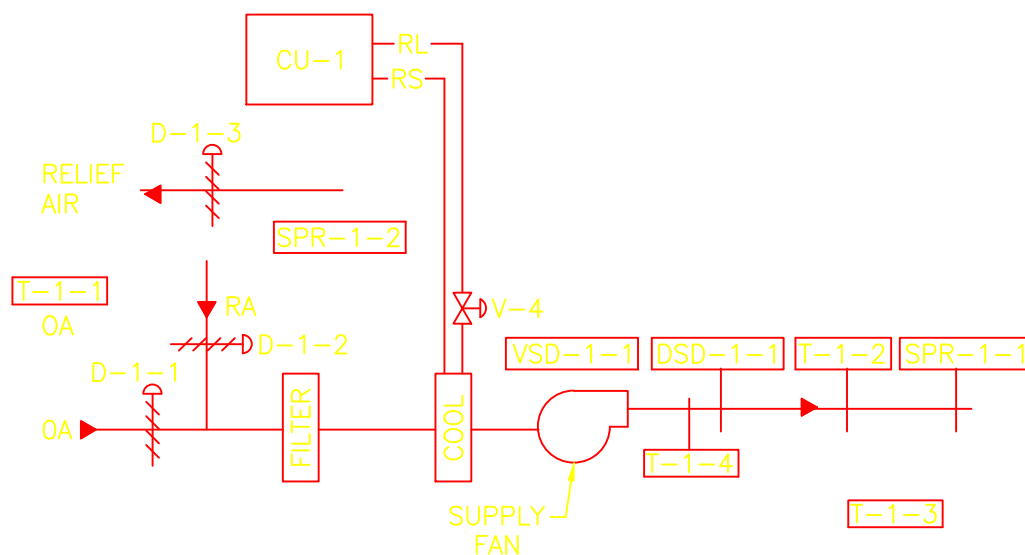 RL
CU-1
RS
D-1-3
RELIEF
AIR
SPR-1-2
T-1-1
RA
V-4
OA
D-1-2
VSD-1-1
DSD-1-1
T-1-2
SPR-1-1
D-1-1
OA
FILTER
COOL
T-1-4
SUPPLY
FAN
T-1-3